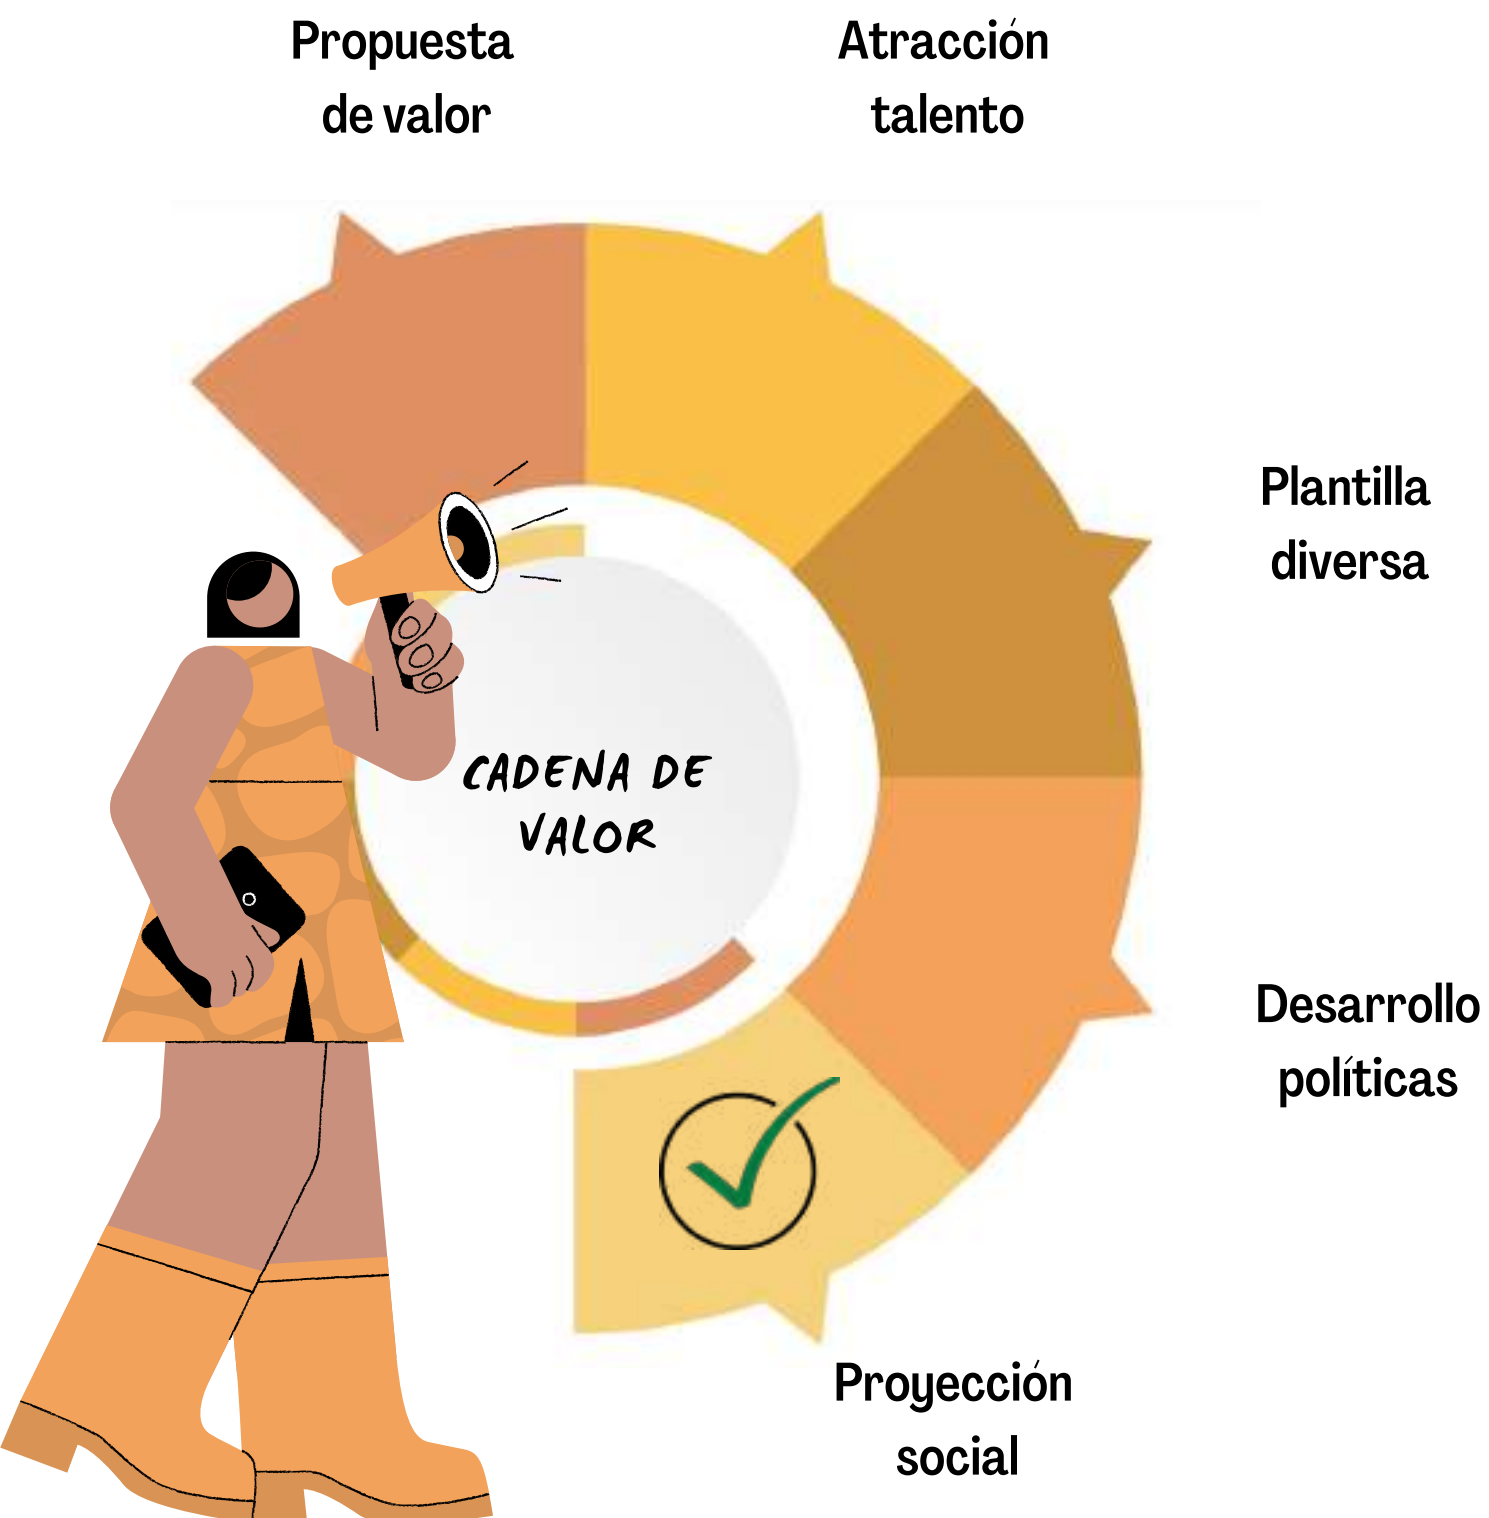 Propuesta
de valor
Atracción
talento
Plantilla
diversa
CADENA DE
VALOR
Desarrollo
políticas
Proyección
social